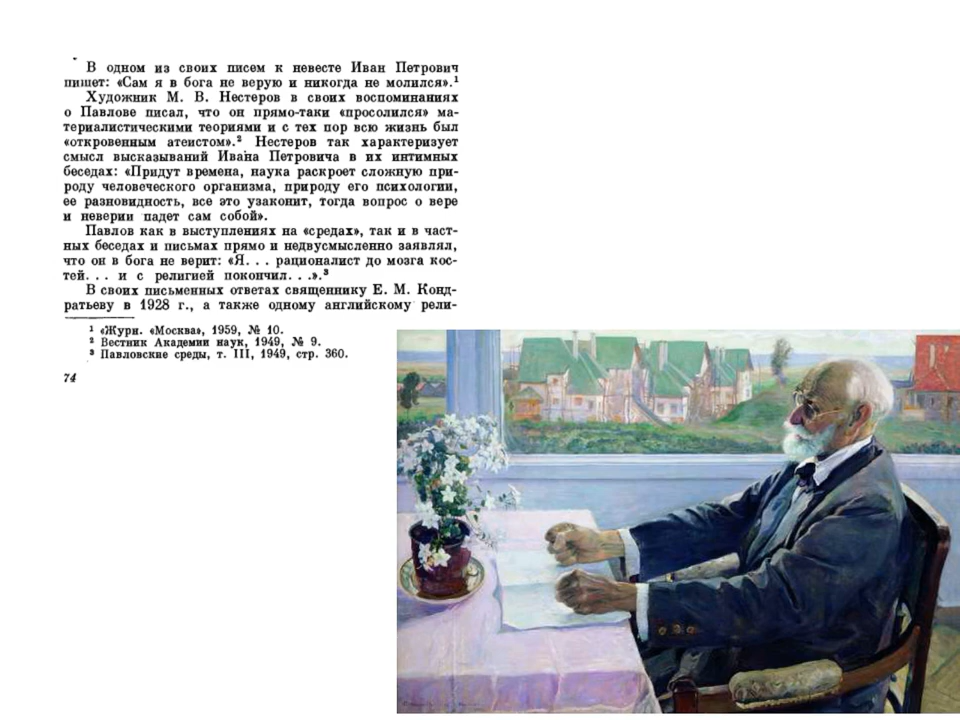 В одном из своих писем к невесте Иван Петрович
пишет: «Сам я в бога не верую и никогда не молился».¹
Художник М. В. Нестеров в своих воспоминаниях
о Павлове писал, что он прямо-таки «просолился» ма-
териалистическими теориями и с тех пор всю жизнь был
«откровенным атеистом».² Нестеров так характеризует
смысл высказываний Ивана Петровича в их интимных
беседах: «Придут времена, наука раскроет сложную при-
роду человеческого организма, природу его психологии,
ее разновидность, все это узаконит, тогда вопрос о вере
и неверии падет сам собой».
Павлов как в выступлениях на «средах», так и в част-
ных беседах и письмах прямо и недвусмысленно заявлял,
что он в бога не верит: «Я. . . рационалист до мозга кос-
тей. . . и с религией покончил. . .».³
В своих письменных ответах священнику Е. М. Конд-
ратьеву в 1928 г., а также одному английскому рели-
¹ «Журн. «Москва», 1959, № 10.
² Вестник Академии наук, 1949, № 9.
³ Павловские среды, т. III, 1949, стр. 360.
74